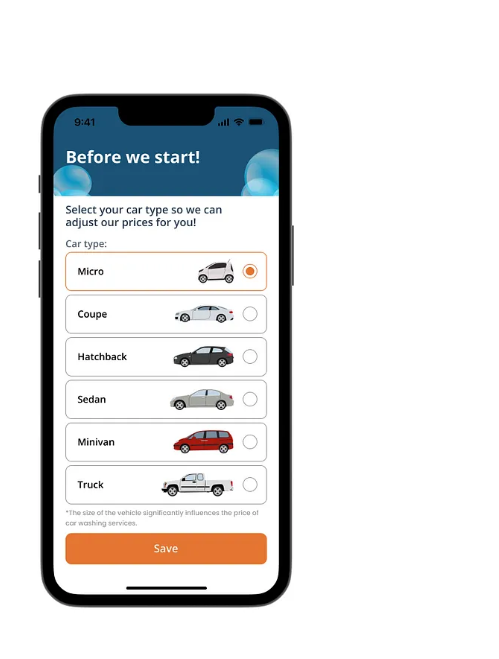 9:41
Before we start!
Select your car type so we can
adjust our prices for you!
Car type:
Micro
Coupe
Hatchback
Sedan
Minivan
Truck
*The size of the vehicle significantly influences the price of
car washing services.
Save